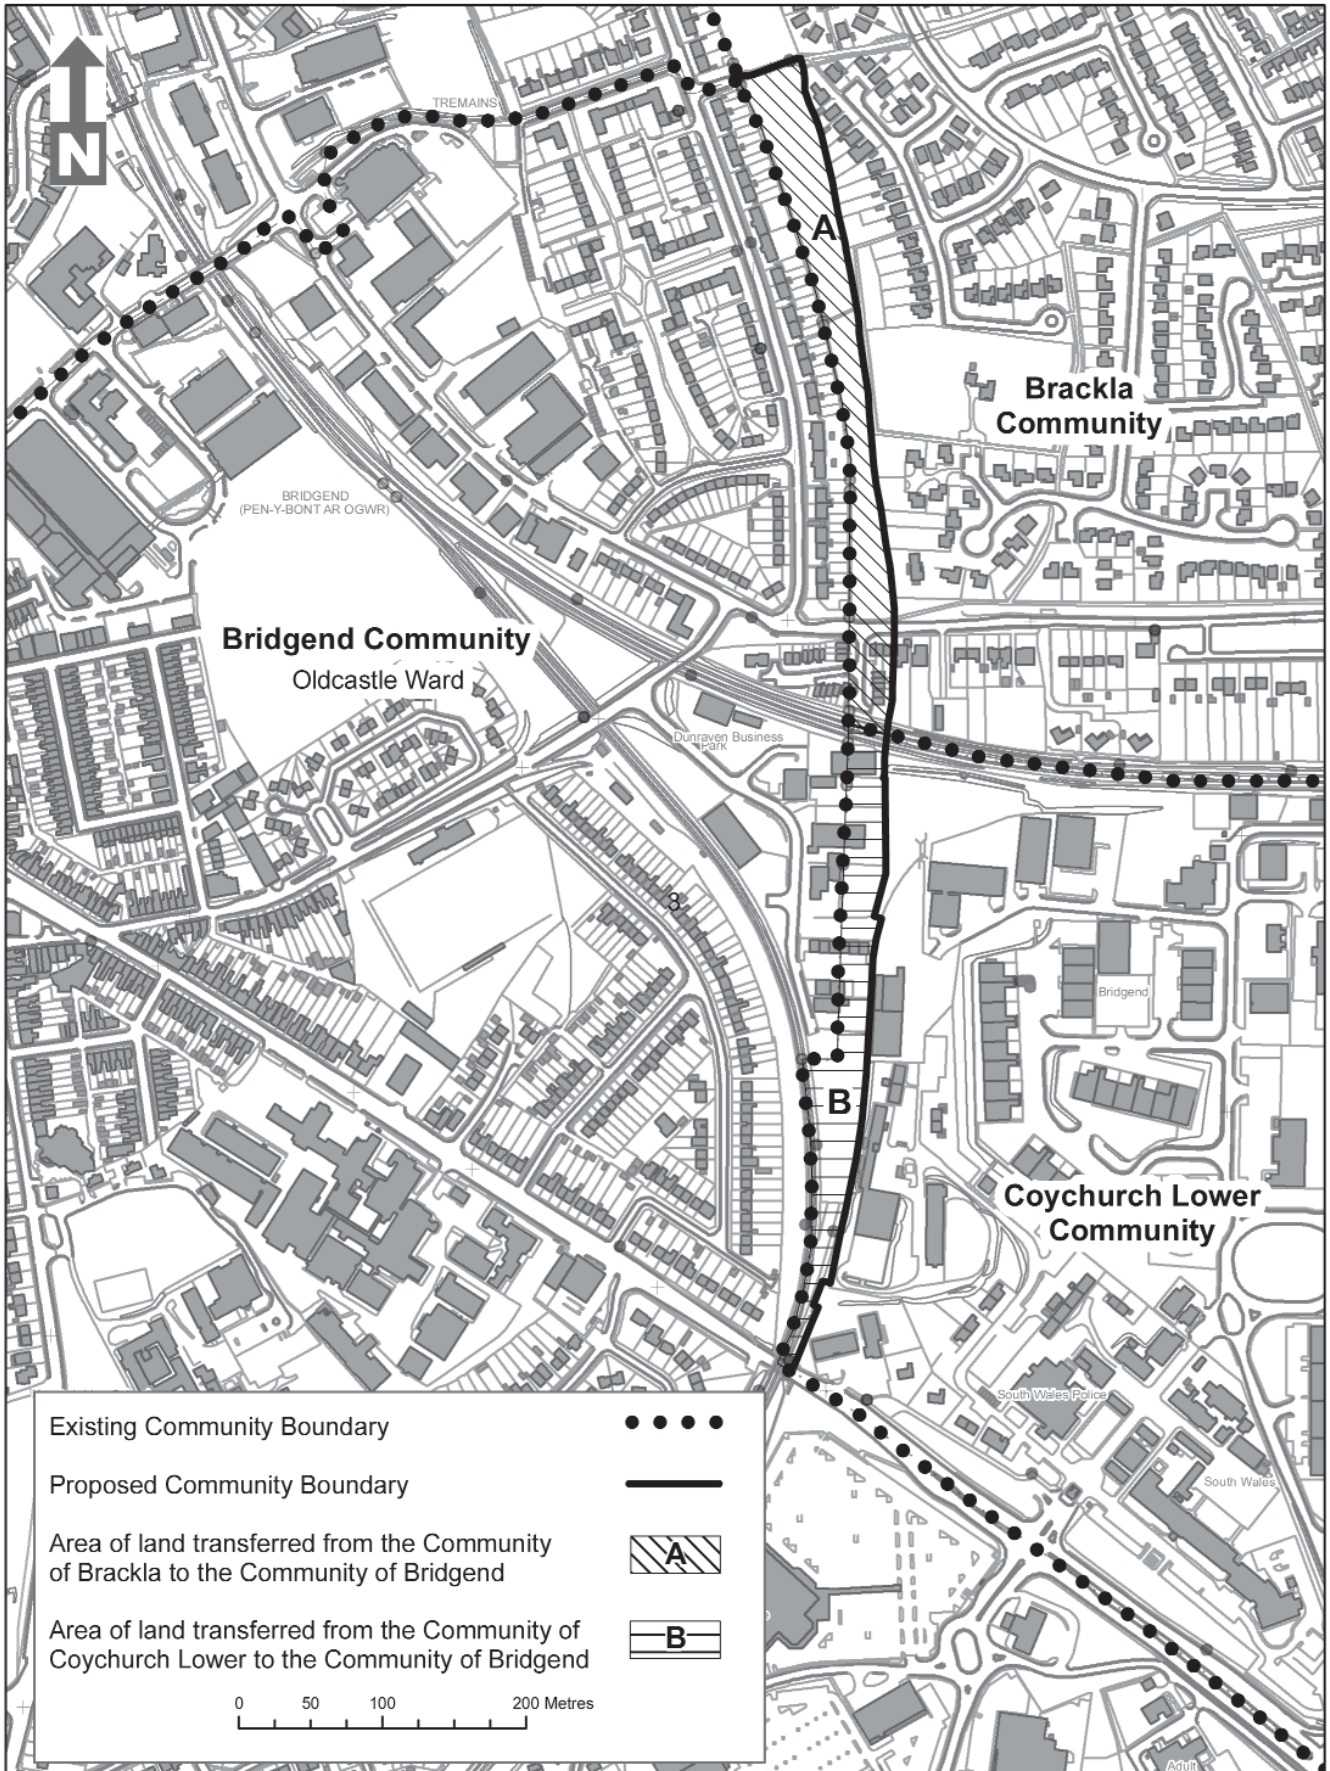 N
TREMAINS
A
Brackla
Community
BRIDGEND
(PEN-Y-BONT AR OGWR)
Bridgend Community
Oldcastle Ward
Dunraven Business
Park
3
Bridgend
B
Coychurch Lower
Community
South Wales Police
South Wales
Existing Community Boundary
Proposed Community Boundary
Area of land transferred from the Community
of Brackla to the Community of Bridgend
A
Area of land transferred from the Community of
Coychurch Lower to the Community of Bridgend
B
0 50 100 200 Metres
Adult